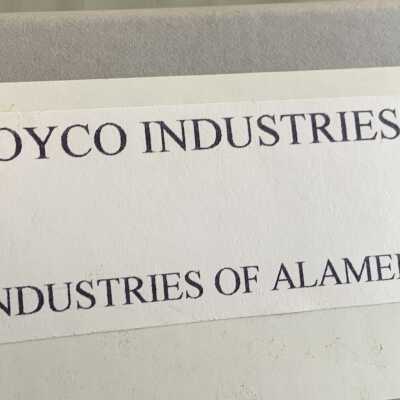 OYCO INDUSTRIES
NDUSTRIES OF ALAME